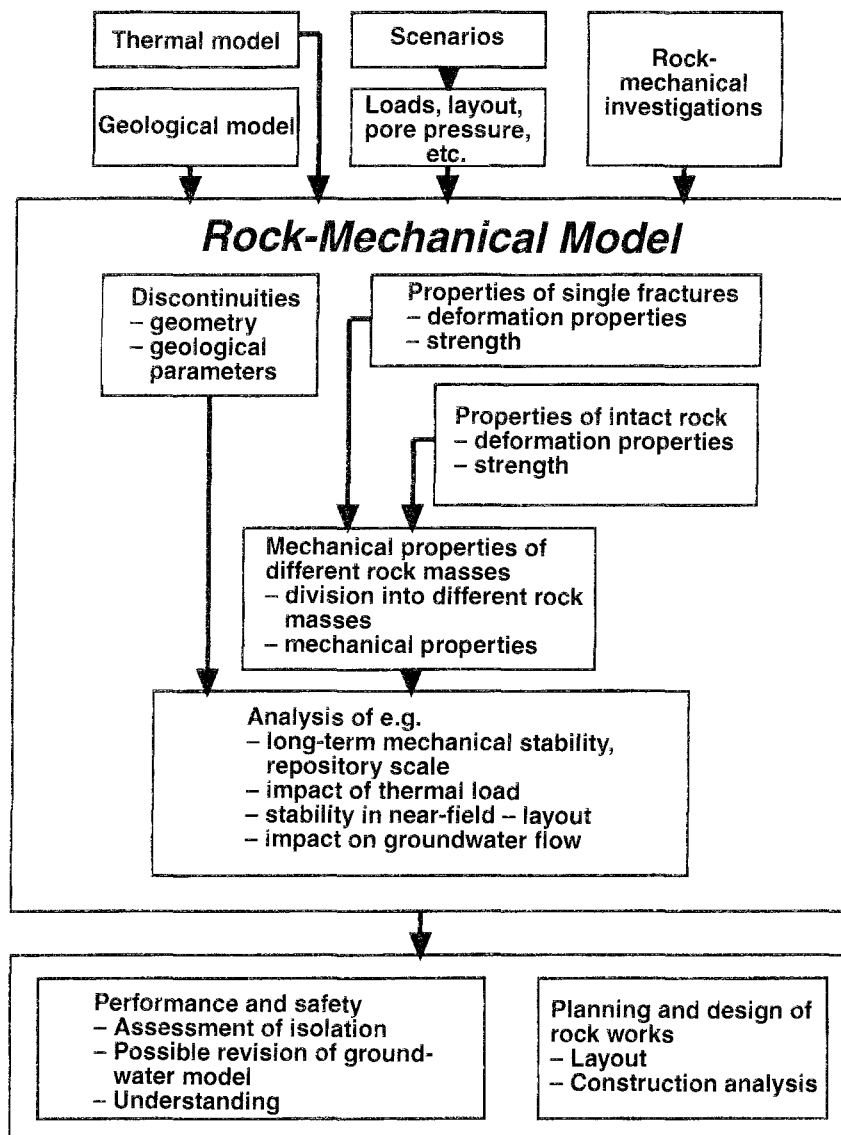 Thermal model
Scenarios
Rock-
mechanical
investigations
Geological model
Loads, layout,
pore pressure,
etc.
Rock-Mechanical Model
Discontinuities
– geometry
– geological
parameters
Properties of single fractures
– deformation properties
– strength
Properties of intact rock
– deformation properties
– strength
Mechanical properties of
different rock masses
– division into different rock
masses
– mechanical properties
Analysis of e.g.
– long-term mechanical stability,
repository scale
– impact of thermal load
– stability in near-field – layout
– impact on groundwater flow
Performance and safety
– Assessment of isolation
– Possible revision of ground-
water model
– Understanding
Planning and design of
rock works
– Layout
– Construction analysis